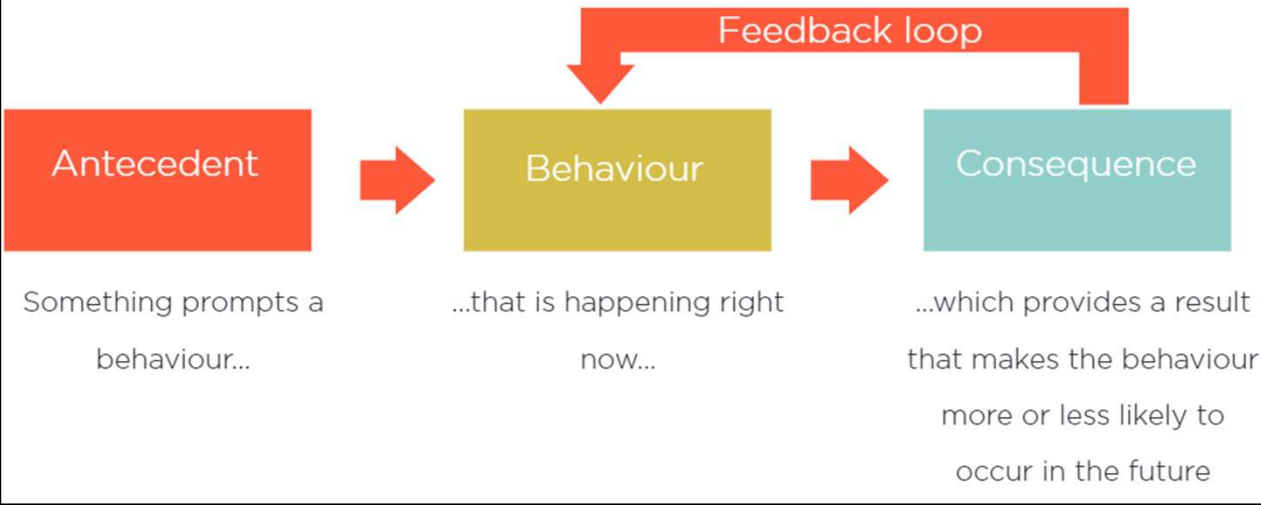 Feedback loop
Antecedent
Behaviour
Consequence
Something prompts a
behaviour...
...that is happening right
now...
...which provides a result
that makes the behaviour
more or less likely to
occur in the future